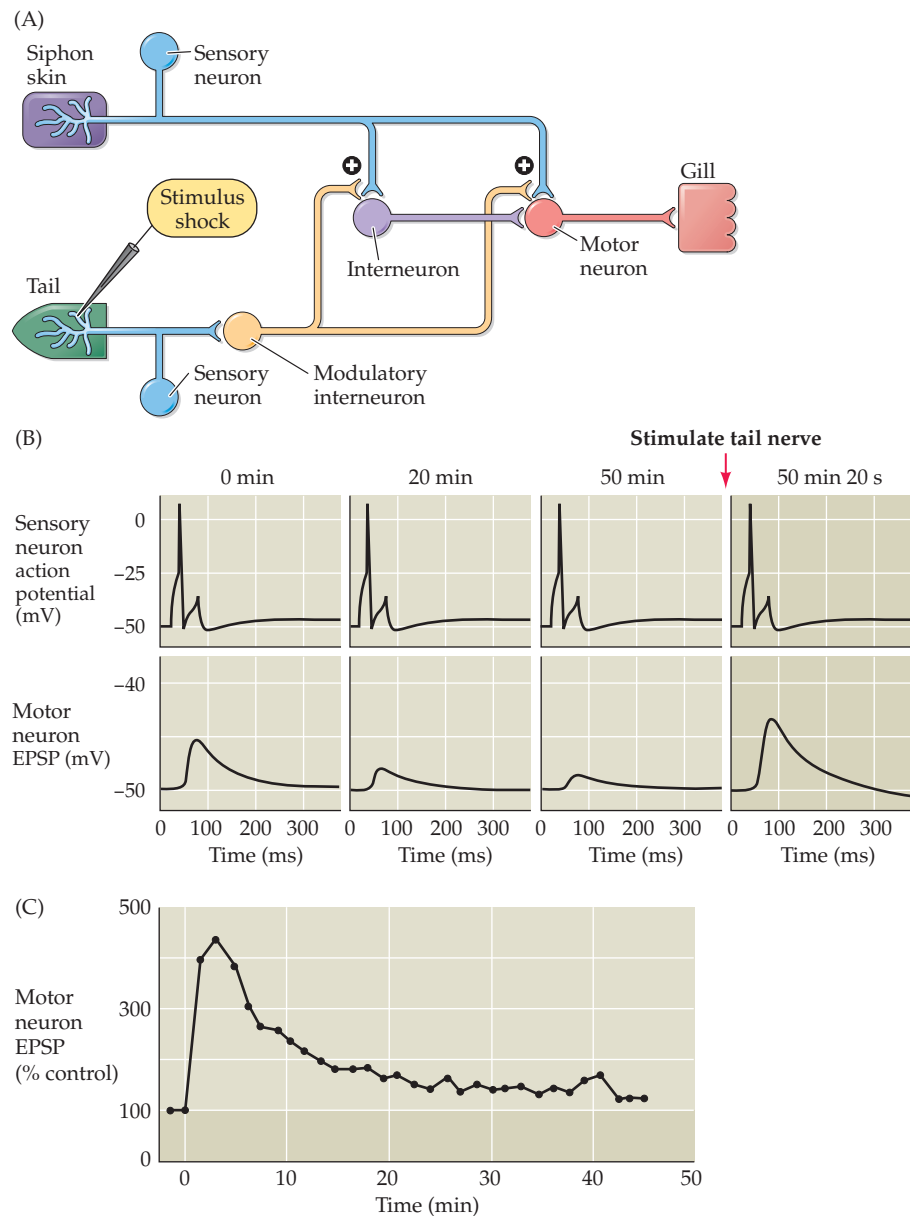 (A)
Siphon
skin
Sensory
neuron
Stimulus
shock
Gill
Interneuron
Motor
neuron
Tail
Sensory
neuron
Modulatory
interneuron
(B)
Stimulate tail nerve
0 min
20 min
50 min
50 min 20 s
Sensory
neuron
action
potential
(mV)
0
–25
–50
Motor
neuron
EPSP (mV)
–40
–50
0 100 200 300
0 100 200 300
0 100 200 300
0 100 200 300
Time (ms)
Time (ms)
Time (ms)
Time (ms)
(C)
Motor
neuron
EPSP
(% control)
500
300
100
0
0 10 20 30 40 50
Time (min)